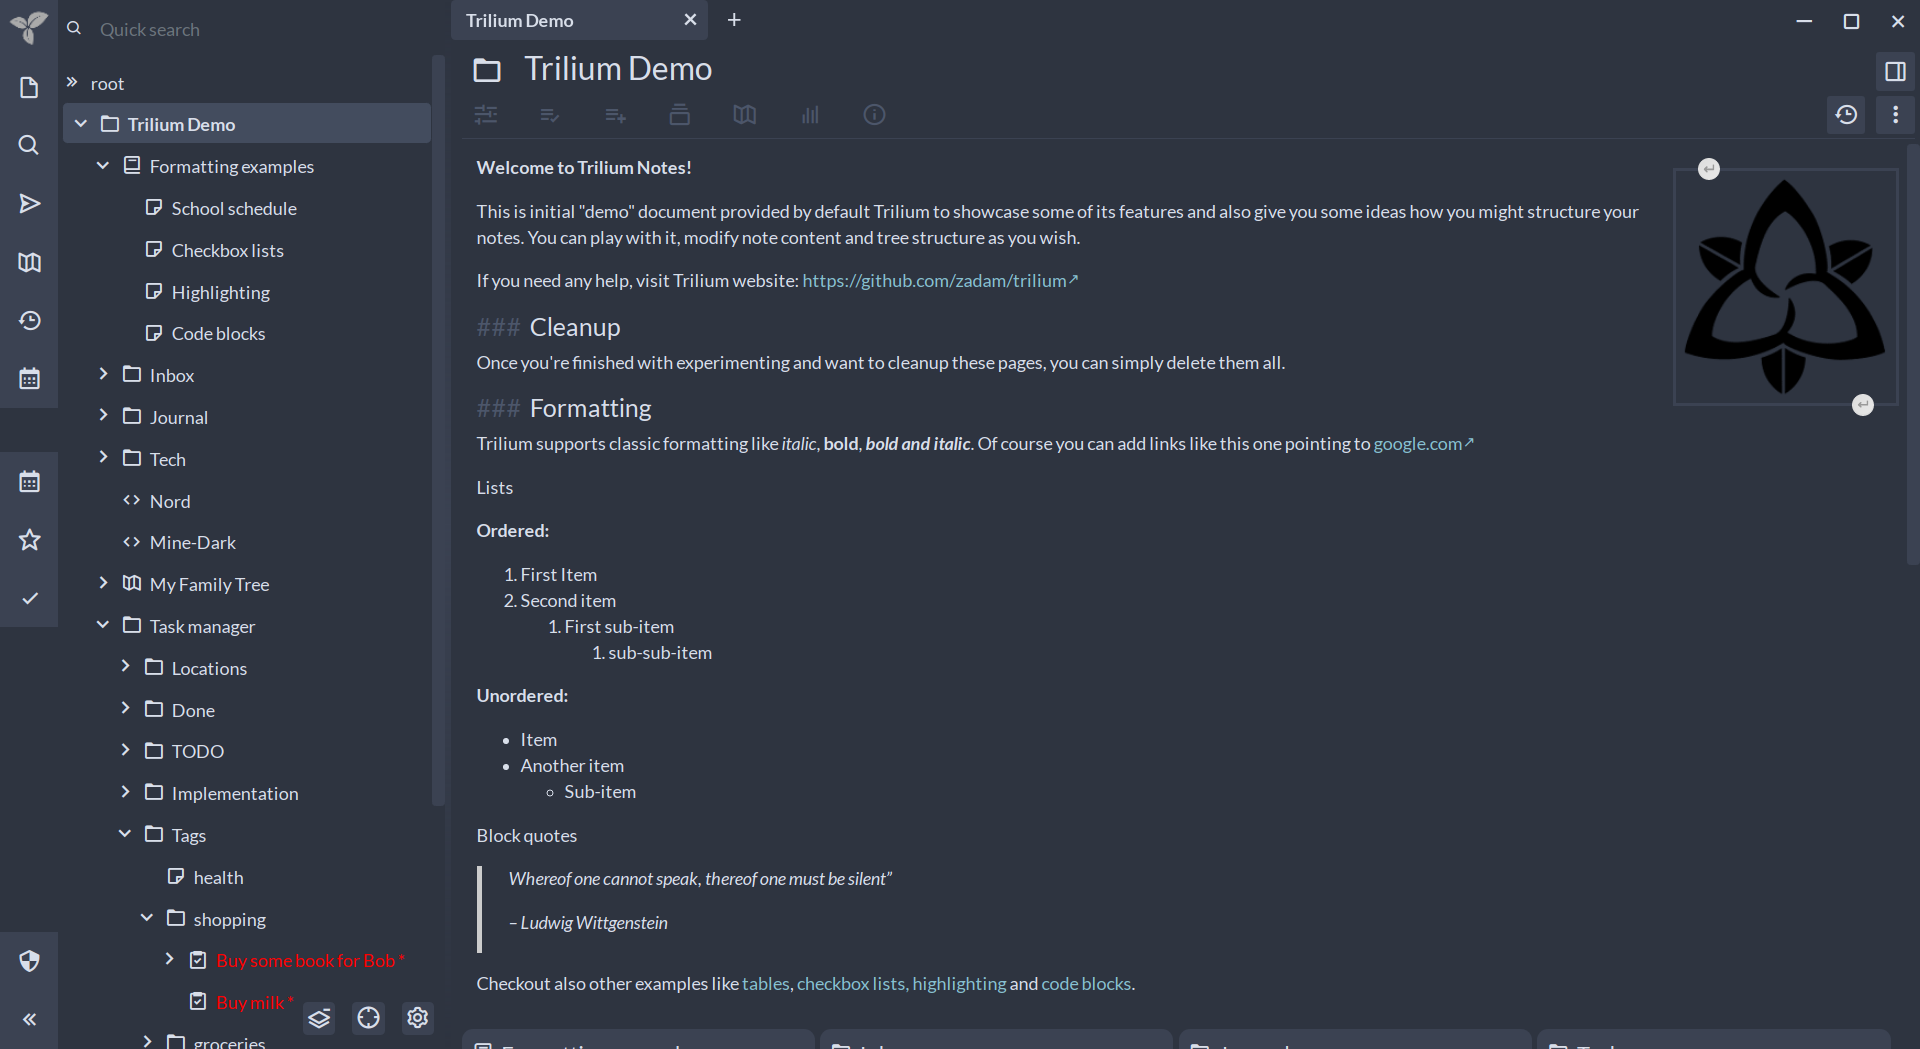 Quick search
root
Trilium Demo
Formatting examples
School schedule
Checkbox lists
Highlighting
Code blocks
Inbox
Journal
Tech
Nord
Mine-Dark
My Family Tree
Task manager
Locations
Done
TODO
Implementation
Tags
health
shopping
Buy some book for Bob *
Buy milk *
groceries
Trilium Demo
Trilium Demo
Welcome to Trilium Notes!
This is initial "demo" document provided by default Trilium to showcase some of its features and also give you some ideas how you might structure your
notes. You can play with it, modify note content and tree structure as you wish.
If you need any help, visit Trilium website: https://github.com/zadam/trilium
### Cleanup
Once you're finished with experimenting and want to cleanup these pages, you can simply delete them all.
### Formatting
Trilium supports classic formatting like italic, bold, bold and italic. Of course you can add links like this one pointing to google.com
Lists
Ordered:
1. First Item
2. Second item
1. First sub-item
1. sub-sub-item
Unordered:
• Item
• Another item
◦ Sub-item
Block quotes
Whereof one cannot speak, thereof one must be silent”
– Ludwig Wittgenstein
Checkout also other examples like tables, checkbox lists, highlighting and code blocks.